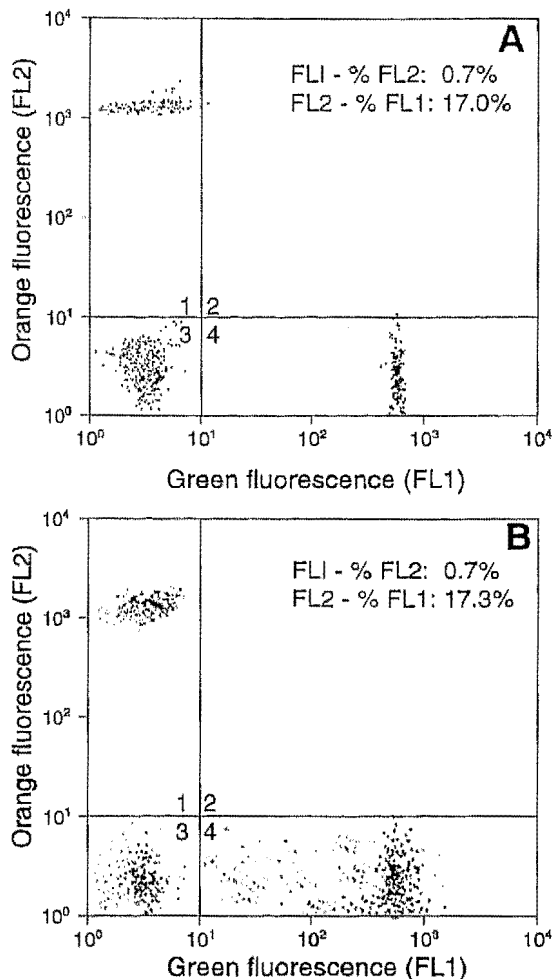 A
FLI - % FL2: 0.7%
FL2 - % FL1: 17.0%
Orange fluorescence (FL2)
10⁴
10³
10²
10¹
10⁰
1 2
3 4
10⁰ 10¹ 10² 10³ 10⁴
Green fluorescence (FL1)
B
FLI - % FL2: 0.7%
FL2 - % FL1: 17.3%
Orange fluorescence (FL2)
10⁴
10³
10²
10¹
10⁰
1 2
3 4
10⁰ 10¹ 10² 10³ 10⁴
Green fluorescence (FL1)